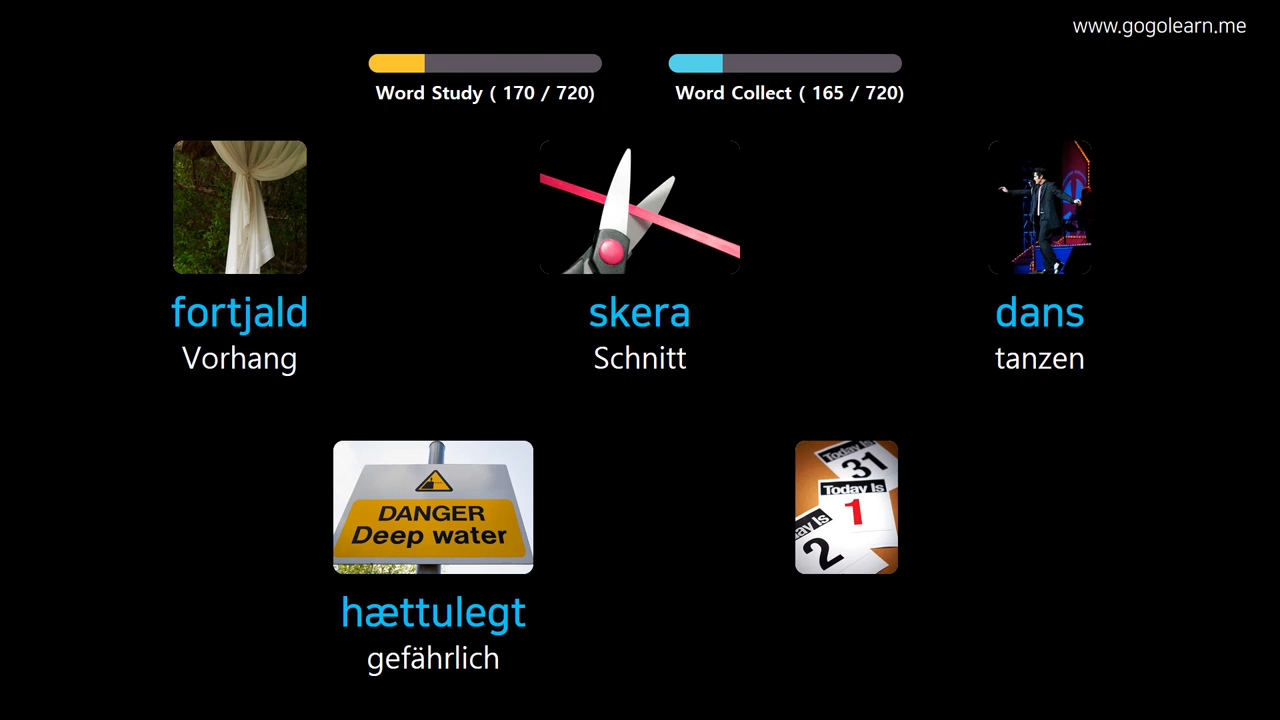 www.gogolearn.me
Word Study ( 170 / 720)
Word Collect ( 165 / 720)
fortjald
Vorhang
skera
Schnitt
dans
tanzen
DANGER
Deep water
hættulegt
gefährlich
Today Is
31
Today Is
1
ay Is
2